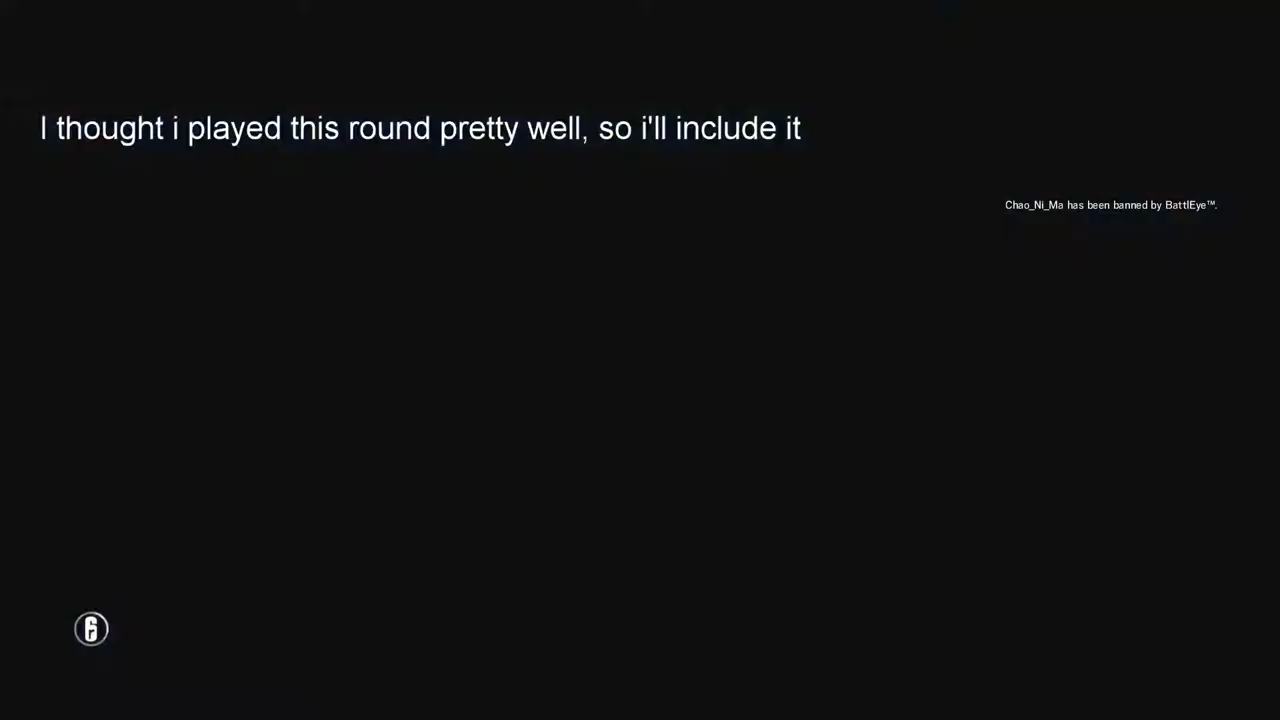 I thought i played this round pretty well, so i'll include it
Chao_Ni_Ma has been banned by BattlEye™.